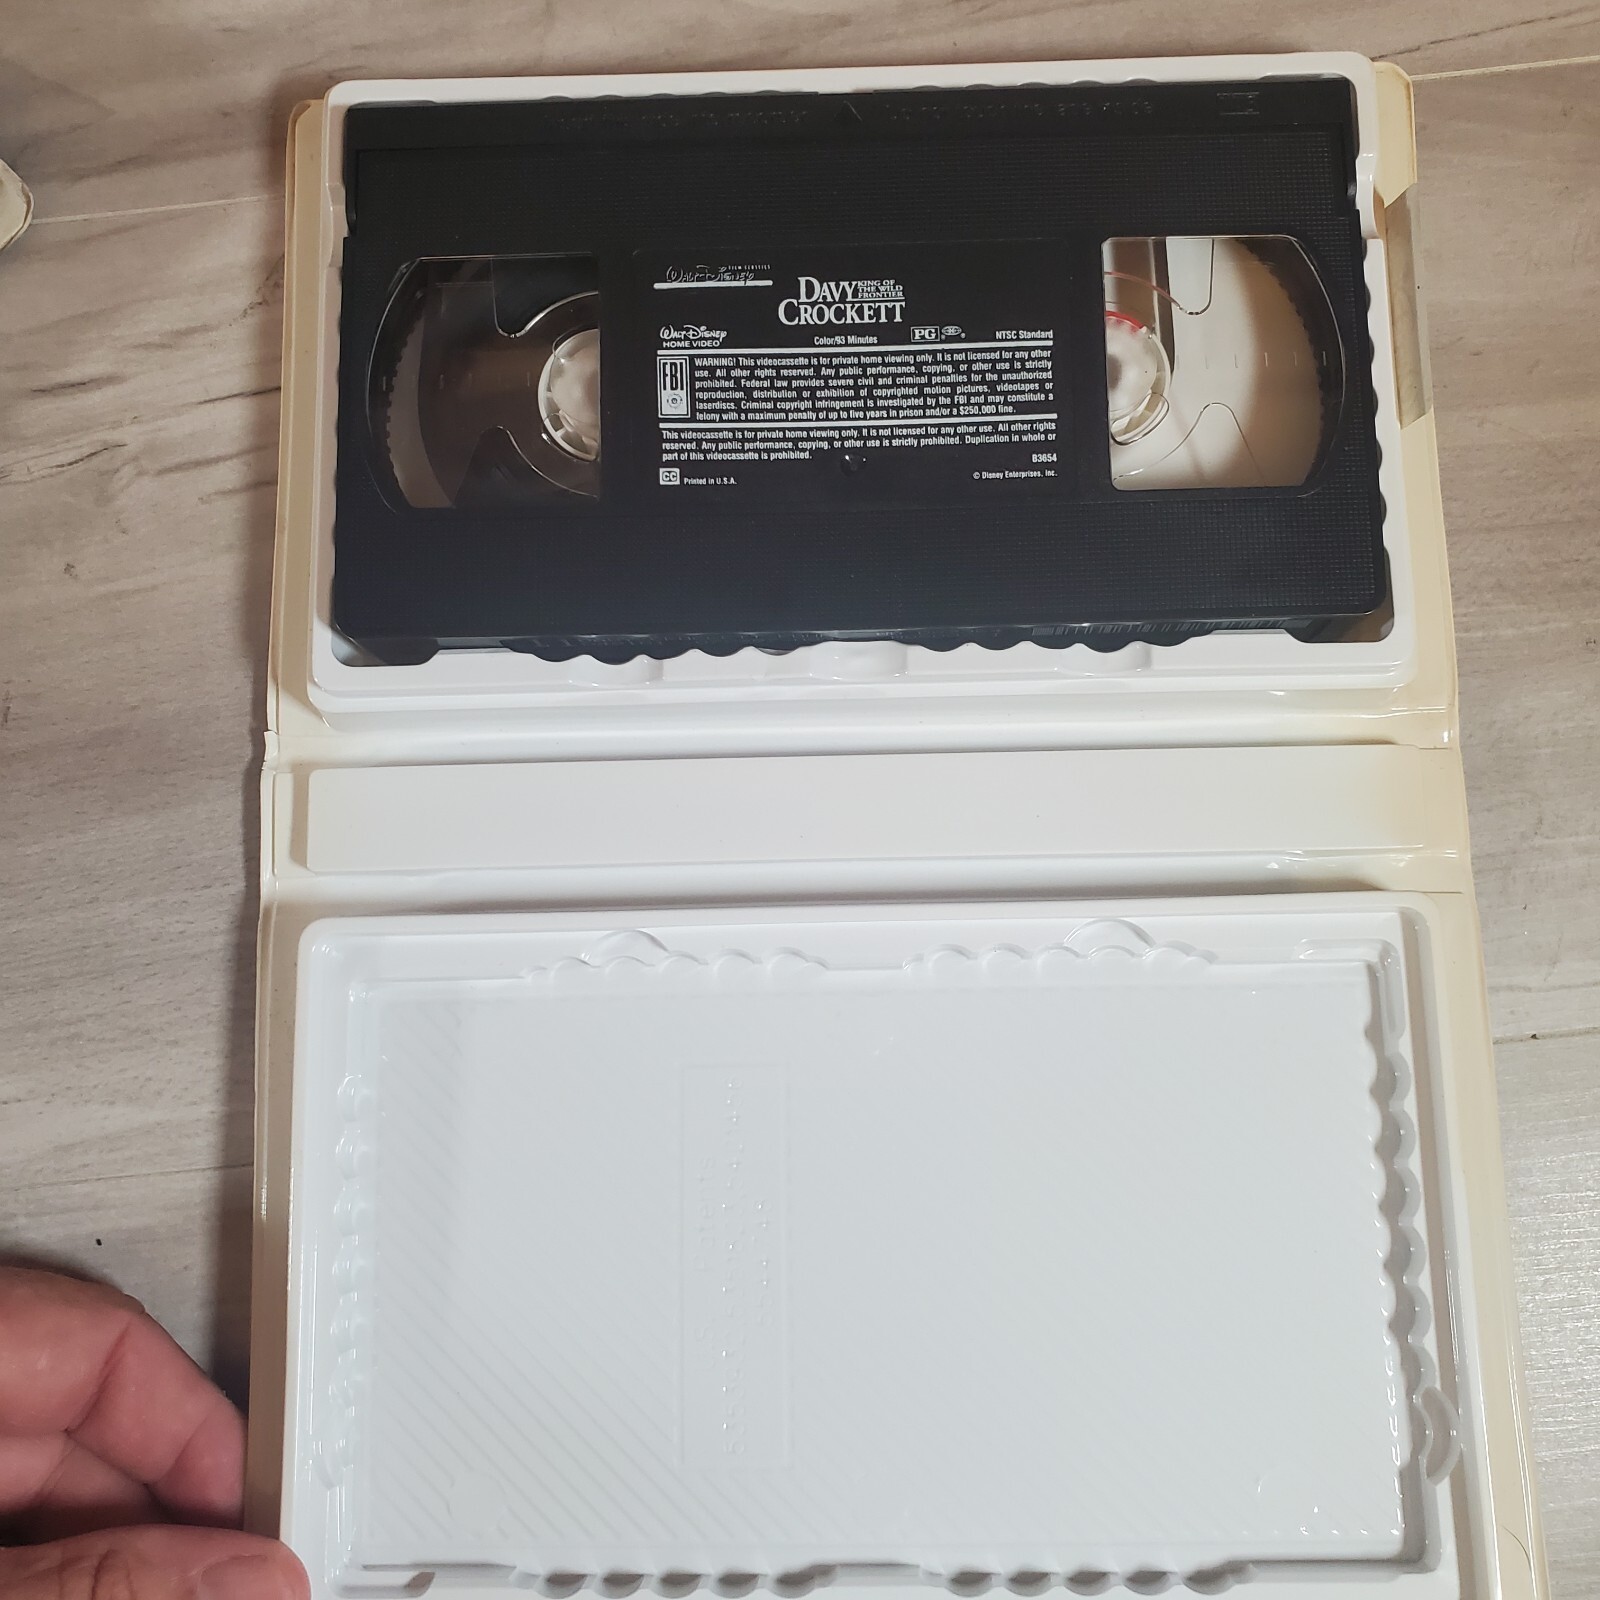 FILM CLASSICS
WALT DISNEY
DAVY CROCKETT
KING OF THE WILD FRONTIER
WALT DISNEY
HOME VIDEO
Color/93 Minutes
PG
NTSC Standard
FBI
WARNING! This videocassette is for private home viewing only. It is not licensed for any other
use. All other rights reserved. Any public performance, copying, or other use is strictly
prohibited. Federal law provides severe civil and criminal penalties for the unauthorized
reproduction, distribution or exhibition of copyrighted motion pictures, videotapes or
laserdiscs. Criminal copyright infringement is investigated by the FBI and may constitute a
felony with a maximum penalty of up to five years in prison and/or a $250,000 fine.
This videocassette is for private home viewing only. It is not licensed for any other use. All other rights
reserved. Any public performance, copying, or other use is strictly prohibited. Duplication in whole or
part of this videocassette is prohibited.
B3654
CC Printed in U.S.A.
© Disney Enterprises, Inc.